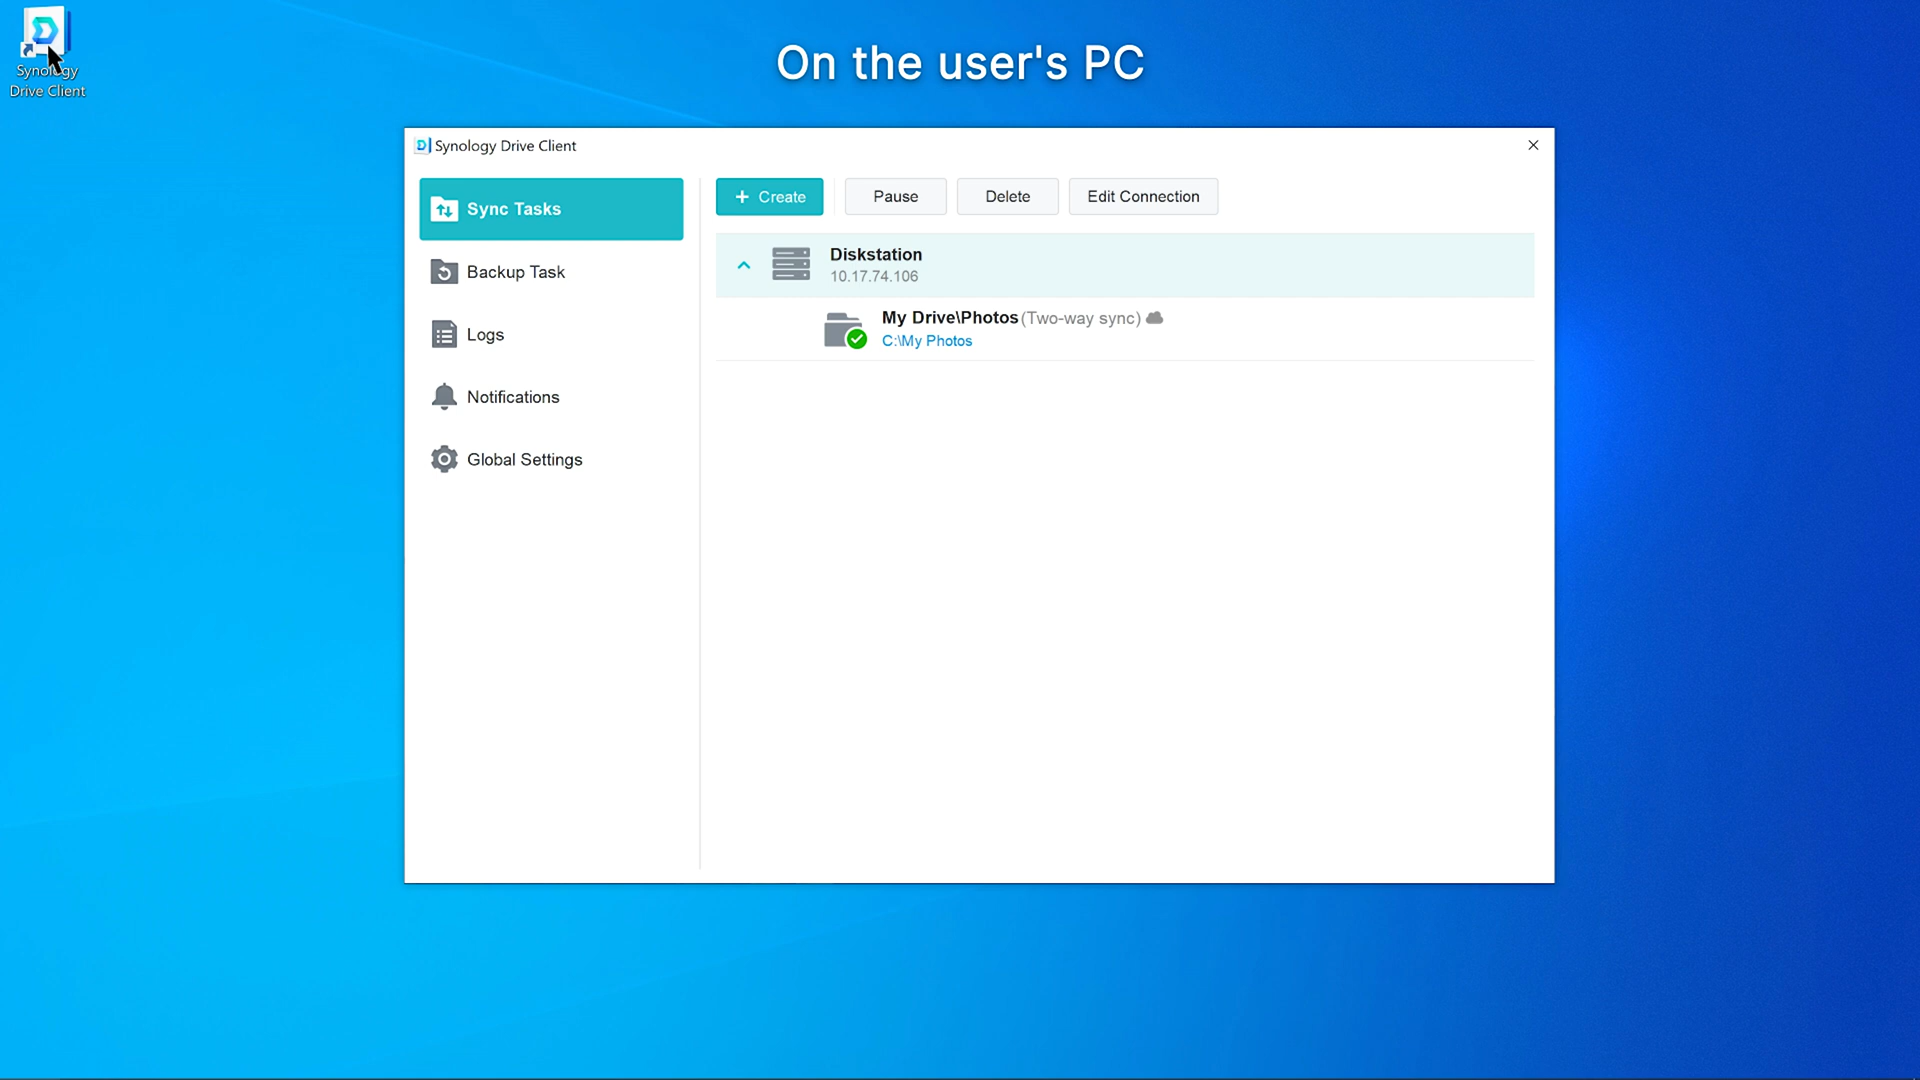 Synology
Drive Client
On the user's PC
Synology Drive Client
Sync Tasks
Backup Task
Logs
Notifications
Global Settings
+ Create
Pause
Delete
Edit Connection
Diskstation
10.17.74.106
My Drive\Photos (Two-way sync)
C:\My Photos